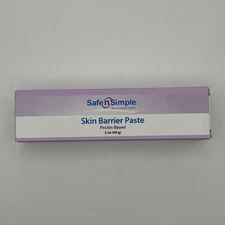 Safe n Simple
Skin Barrier Paste
Pectin-Based
2 oz (60 g)